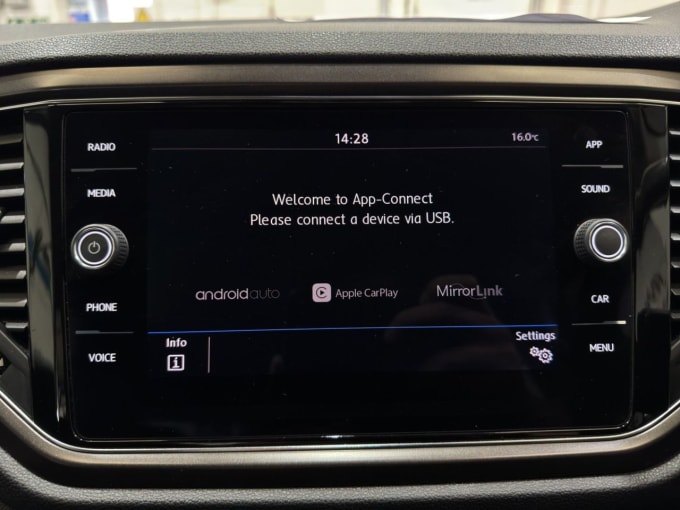 RADIO
MEDIA
PHONE
VOICE
14:28
16.0°C
Welcome to App-Connect
Please connect a device via USB.
androidauto
Apple CarPlay
MirrorLink
Info
i
Settings
APP
SOUND
CAR
MENU